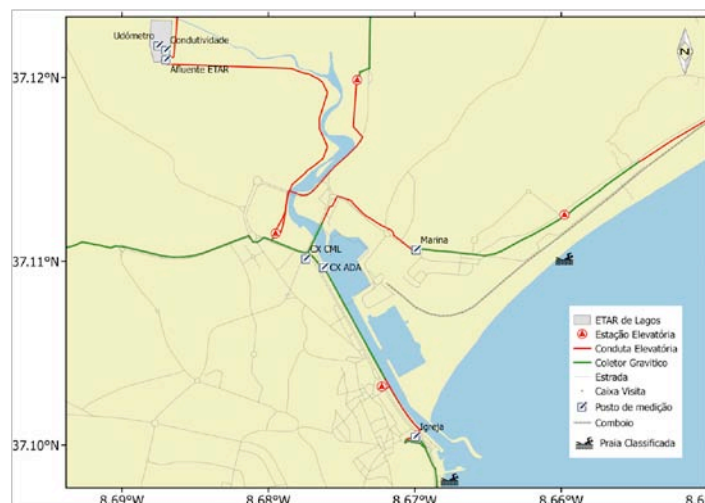 Udómetro
Condutividade
Afluente ETAR
37.12°N
N
Marina
CX CML
CX ADA
37.11°N
ETAR de Lagos
Estação Elevatória
Conduta Elevatória
Coletor Gravitico
Estrada
Caixa Visita
Posto de medição
Comboio
Praia Classificada
Igreja
37.10°N
8.69°W
8.68°W
8.67°W
8.66°W